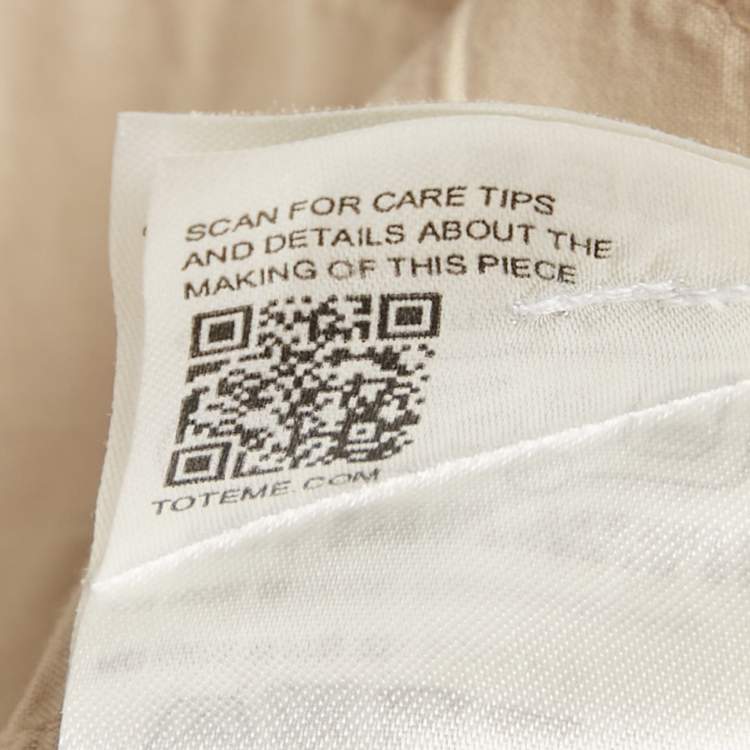 SCAN FOR CARE TIPS
AND DETAILS ABOUT THE
MAKING OF THIS PIECE
TOTEME.COM